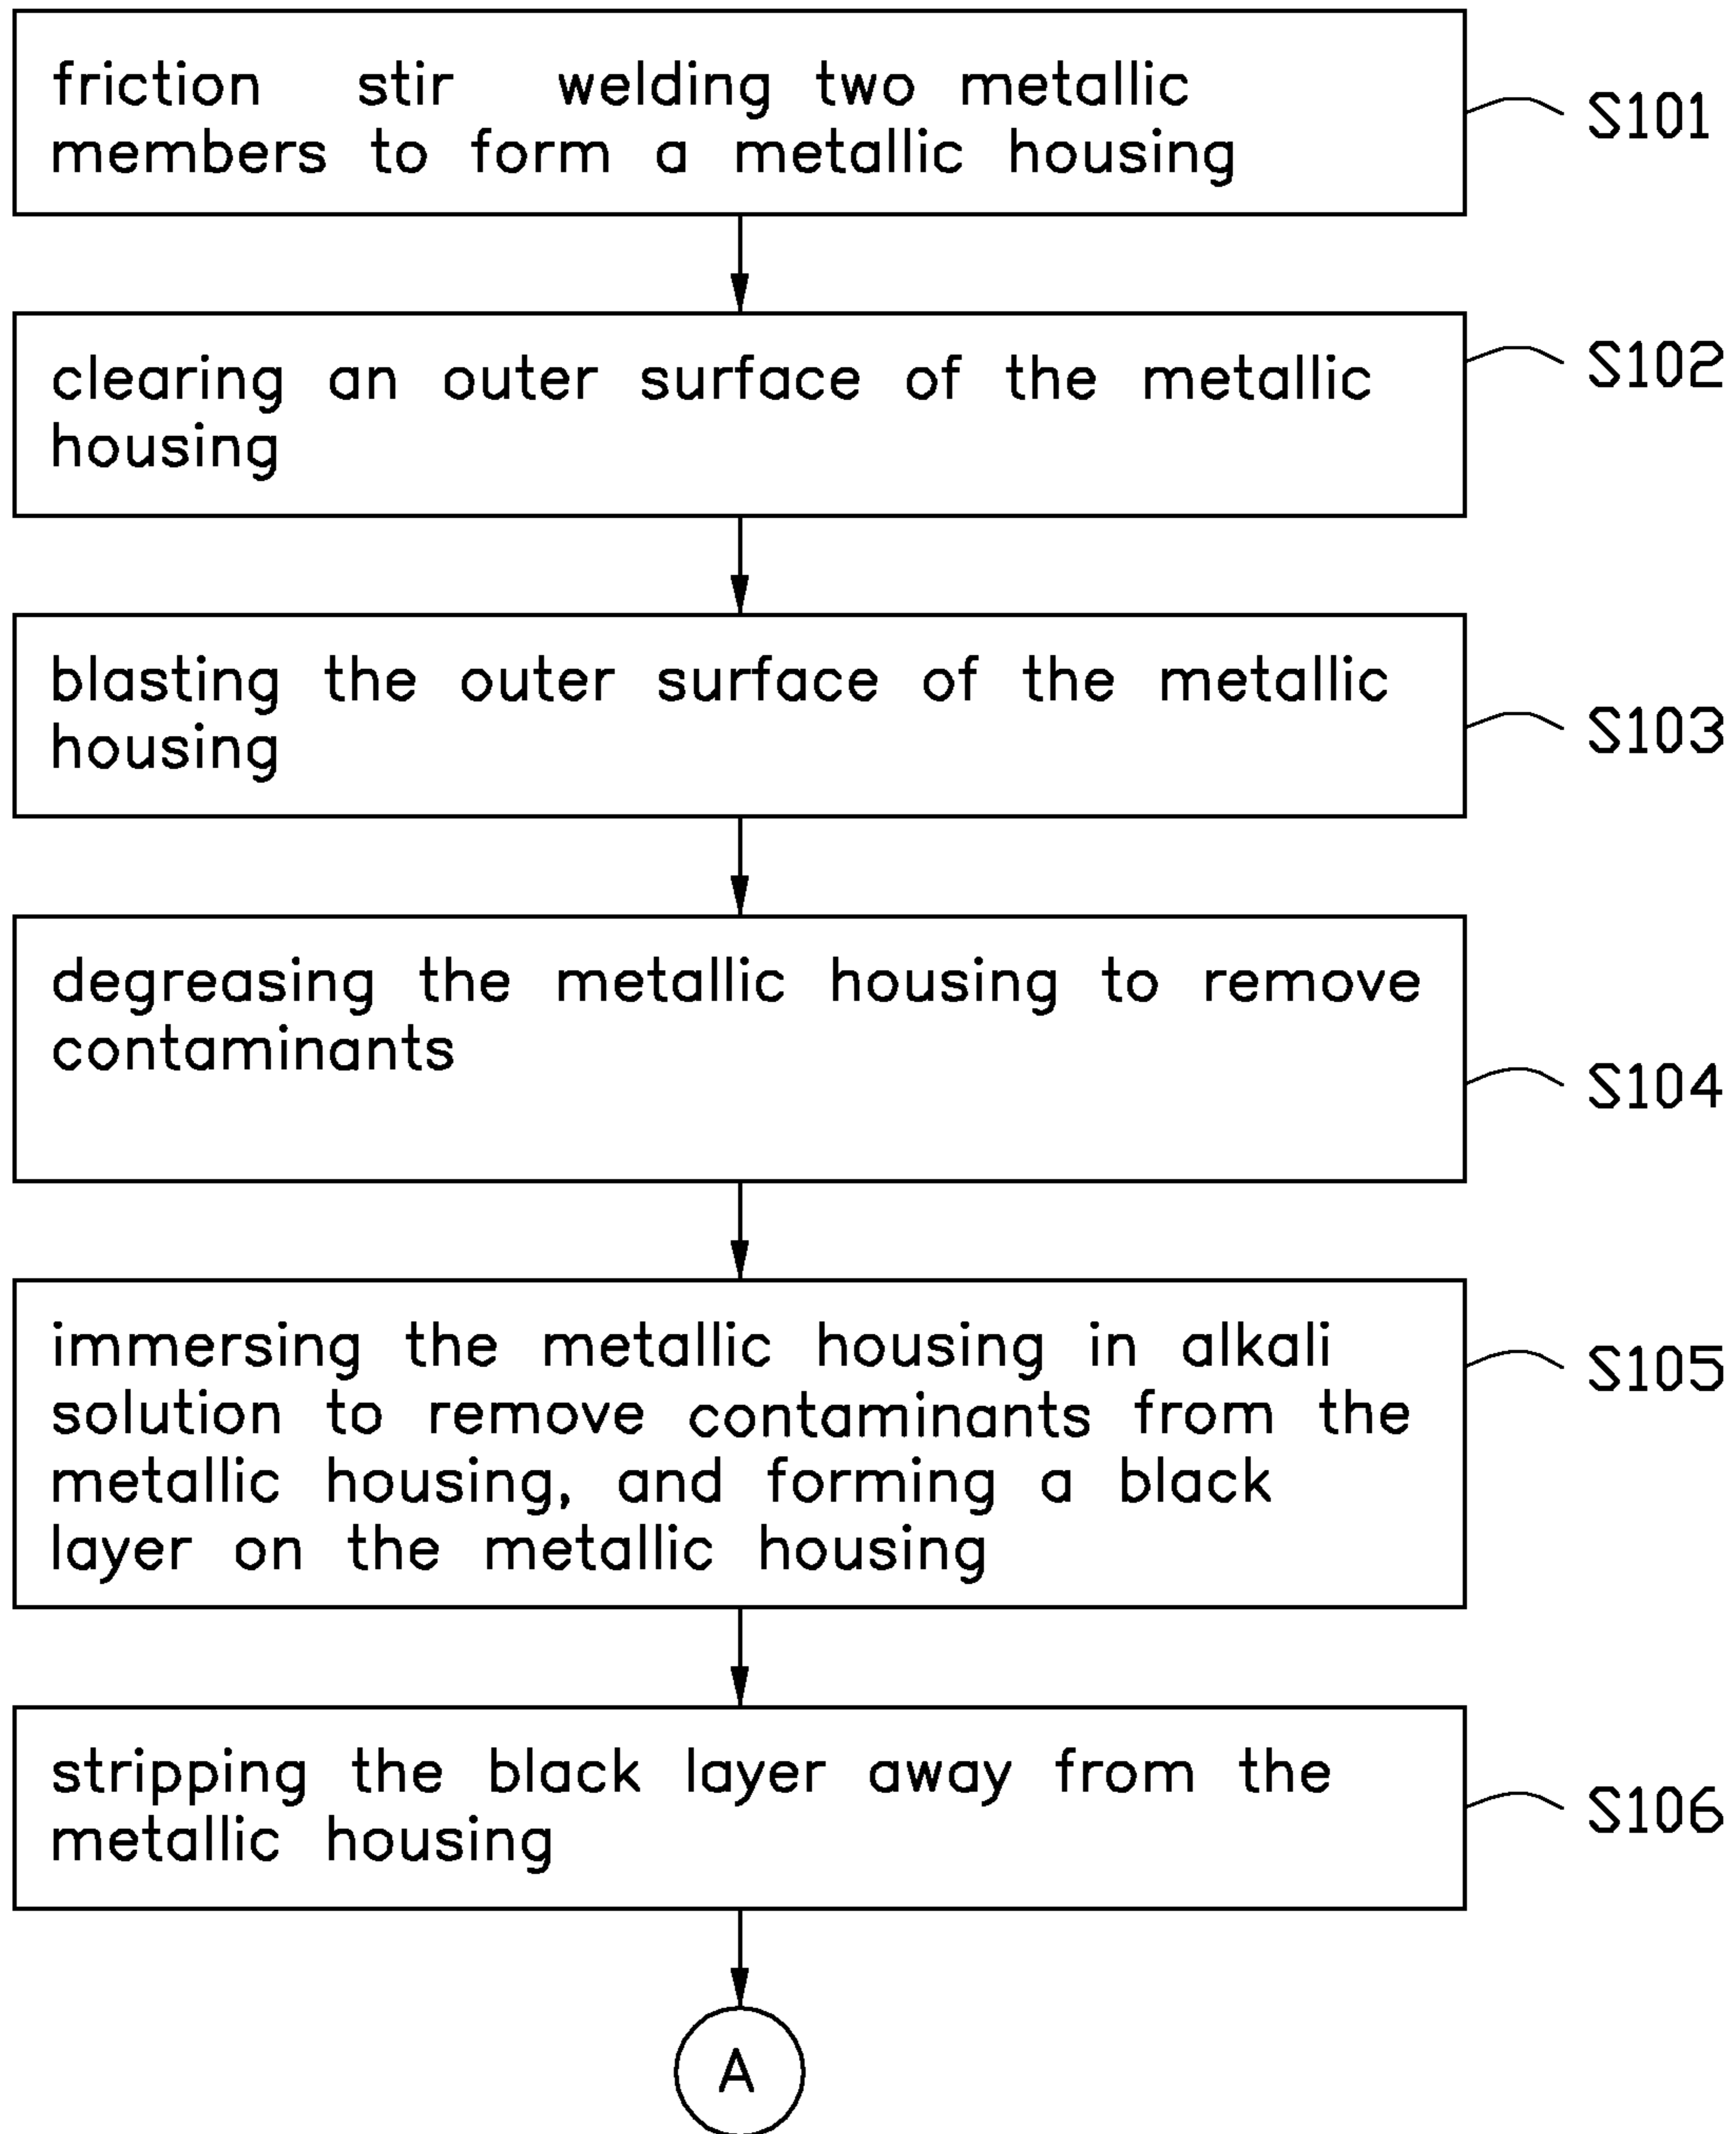 friction stir welding two metallic
members to form a metallic housing
S101
clearing an outer surface of the metallic
housing
S102
blasting the outer surface of the metallic
housing
S103
degreasing the metallic housing to remove
contaminants
S104
immersing the metallic housing in alkali
solution to remove contaminants from the
metallic housing, and forming a black
layer on the metallic housing
S105
stripping the black layer away from the
metallic housing
S106
A